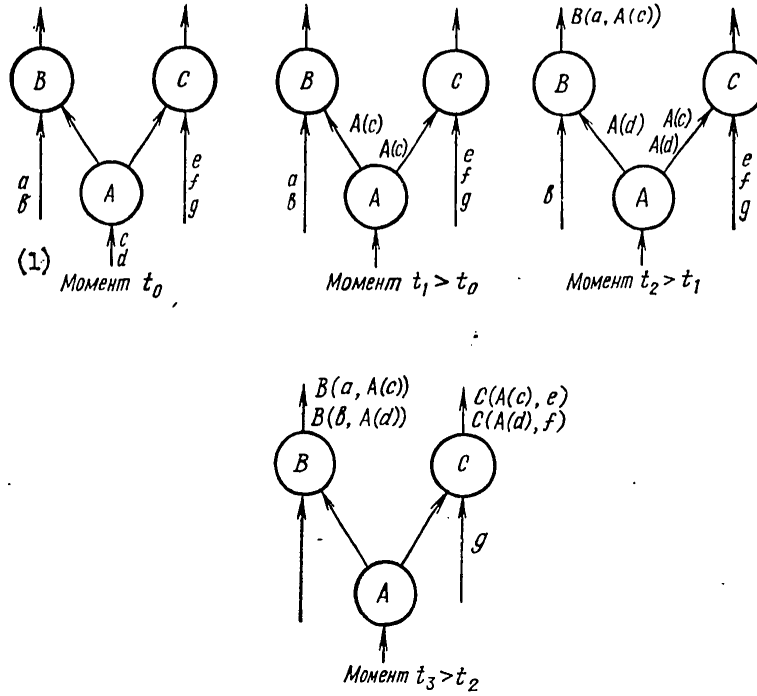 B(a, A(c))
B C B C B C
A(c) A(d) A(c)
A(c) A(d)
a e a e e
в f в f в f
A g A g A g
c
(1) d
Момент t₀ Момент t₁ > t₀ Момент t₂ > t₁
B(a, A(c)) C(A(c), e)
B(в, A(d)) C(A(d), f)
B C
g
A
Момент t₃ > t₂